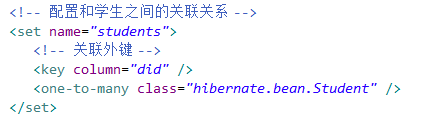 <!-- 配置和学生之间的关联关系 -->
<set name="students">
<!-- 关联外键 -->
<key column="did" />
<one-to-many class="hibernate.bean.Student" />
</set>